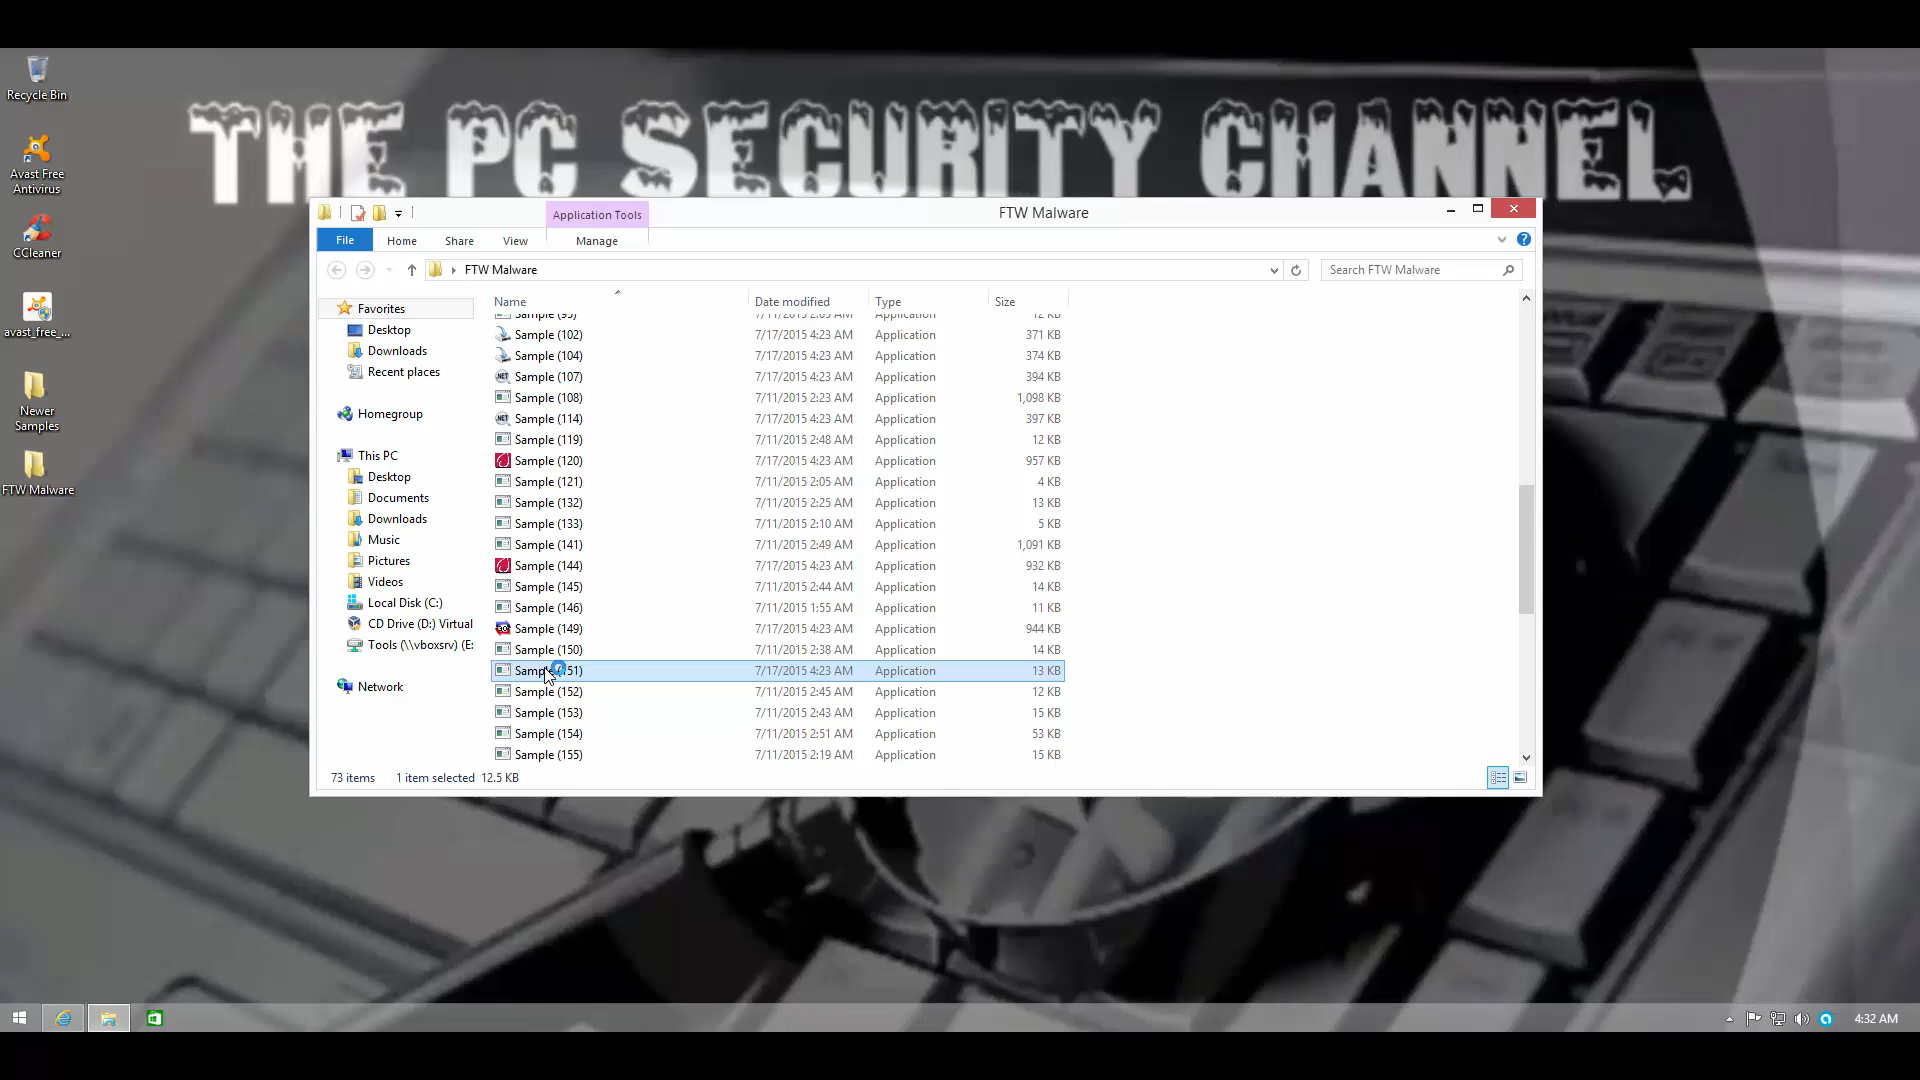 THE PC SECURITY CHANNEL
Recycle Bin
Avast Free
Antivirus
CCleaner
avast_free_...
Newer
Samples
FTW Malware
Application Tools
FTW Malware
File
Home
Share
View
Manage
FTW Malware
Search FTW Malware
Favorites
Desktop
Downloads
Recent places
Homegroup
This PC
Desktop
Documents
Downloads
Music
Pictures
Videos
Local Disk (C:)
CD Drive (D:) Virtual
Tools (\\vboxsrv) (E:
Network
Name Date modified Type Size
Sample (102) 7/17/2015 4:23 AM Application 371 KB
Sample (104) 7/17/2015 4:23 AM Application 374 KB
Sample (107) 7/17/2015 4:23 AM Application 394 KB
Sample (108) 7/11/2015 2:23 AM Application 1,098 KB
Sample (114) 7/17/2015 4:23 AM Application 397 KB
Sample (119) 7/11/2015 2:48 AM Application 12 KB
Sample (120) 7/17/2015 4:23 AM Application 957 KB
Sample (121) 7/11/2015 2:05 AM Application 4 KB
Sample (132) 7/11/2015 2:25 AM Application 13 KB
Sample (133) 7/11/2015 2:10 AM Application 5 KB
Sample (141) 7/11/2015 2:49 AM Application 1,091 KB
Sample (144) 7/17/2015 4:23 AM Application 932 KB
Sample (145) 7/11/2015 2:44 AM Application 14 KB
Sample (146) 7/11/2015 1:55 AM Application 11 KB
Sample (149) 7/17/2015 4:23 AM Application 944 KB
Sample (150) 7/11/2015 2:38 AM Application 14 KB
7/17/2015 4:23 AM Application 13 KB
Sample (152) 7/11/2015 2:45 AM Application 12 KB
Sample (153) 7/11/2015 2:43 AM Application 15 KB
Sample (154) 7/11/2015 2:51 AM Application 53 KB
Sample (155) 7/11/2015 2:19 AM Application 15 KB
73 items 1 item selected 12.5 KB
4:32 AM